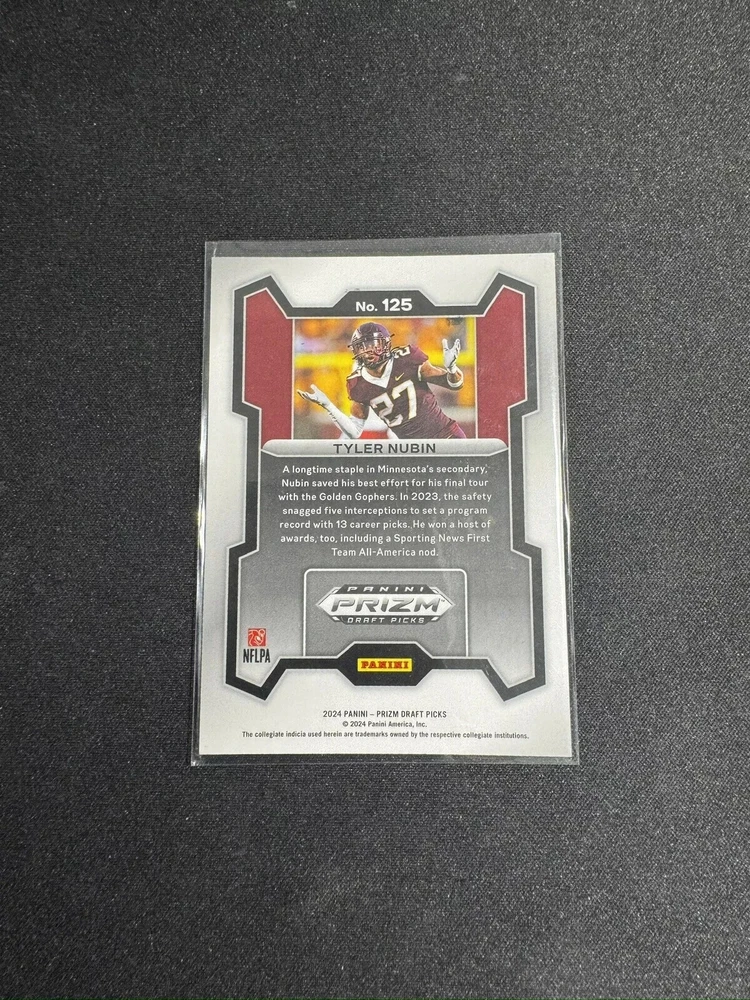 No. 125
27
TYLER NUBIN
A longtime staple in Minnesota's secondary,
Nubin saved his best effort for his final tour
with the Golden Gophers. In 2023, the safety
snagged five interceptions to set a program
record with 13 career picks. He won a host of
awards, too, including a Sporting News First
Team All-America nod.
PANINI
PRIZM
DRAFT PICKS
NFLPA
PANINI
2024 PANINI – PRIZM DRAFT PICKS
© 2024 Panini America, Inc.
The collegiate indicia used herein are trademarks owned by the respective collegiate institutions.